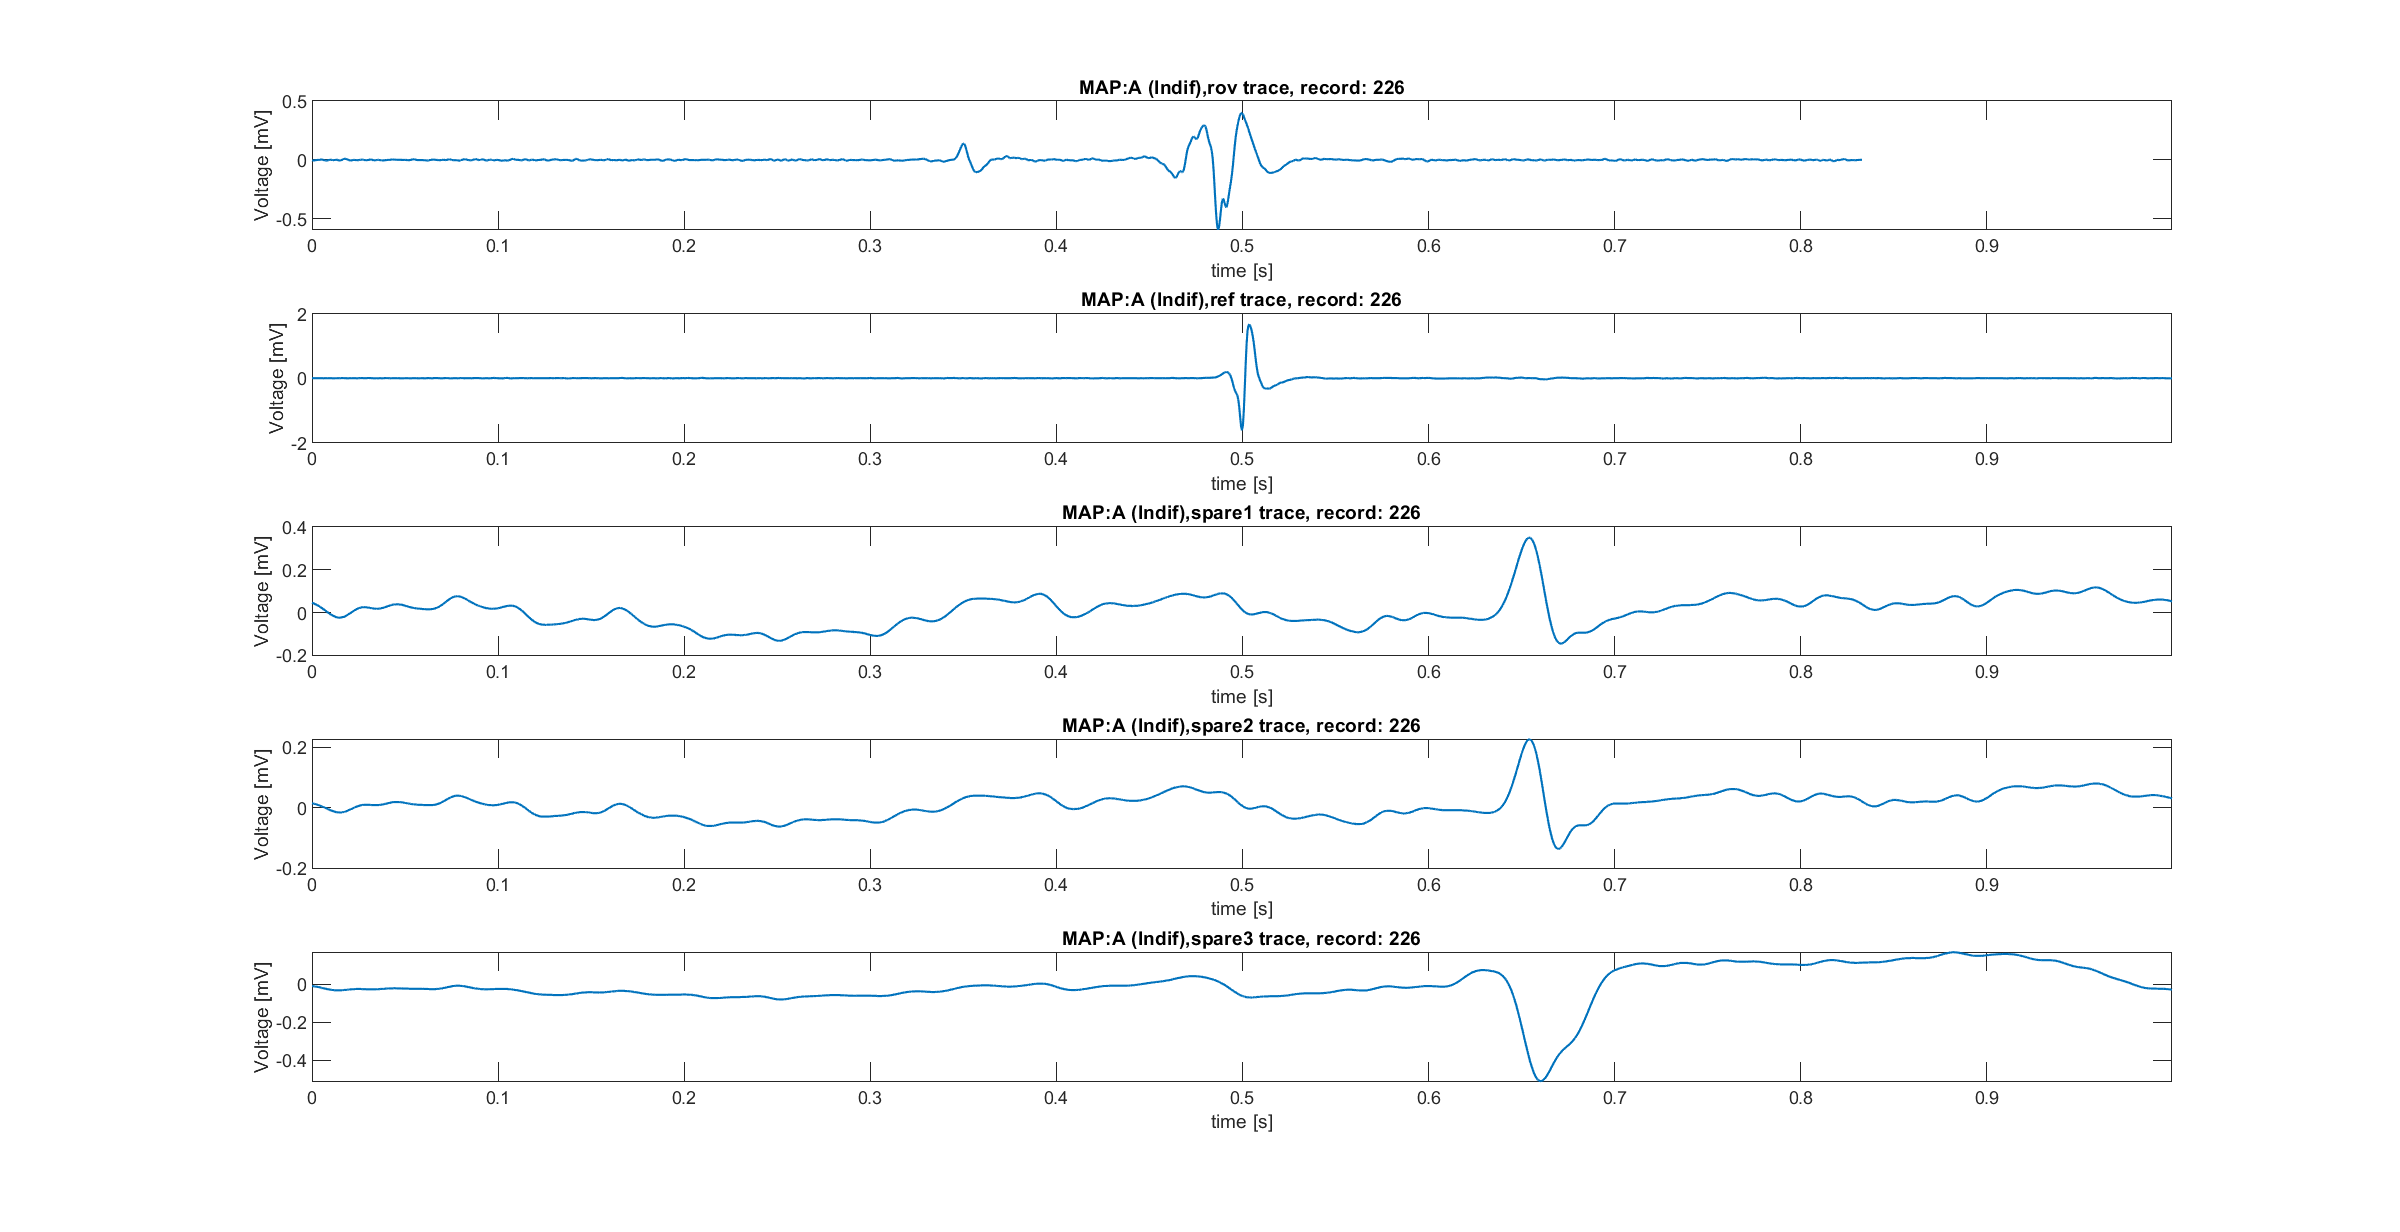 MAP:A (Indif),rov trace, record: 226
Voltage [mV]
0.5
0
-0.5
0 0.1 0.2 0.3 0.4 0.5 0.6 0.7 0.8 0.9
time [s]
MAP:A (Indif),ref trace, record: 226
Voltage [mV]
2
0
-2
0 0.1 0.2 0.3 0.4 0.5 0.6 0.7 0.8 0.9
time [s]
MAP:A (Indif),spare1 trace, record: 226
Voltage [mV]
0.4
0.2
0
-0.2
0 0.1 0.2 0.3 0.4 0.5 0.6 0.7 0.8 0.9
time [s]
MAP:A (Indif),spare2 trace, record: 226
Voltage [mV]
0.2
0
-0.2
0 0.1 0.2 0.3 0.4 0.5 0.6 0.7 0.8 0.9
time [s]
MAP:A (Indif),spare3 trace, record: 226
Voltage [mV]
0
-0.2
-0.4
0 0.1 0.2 0.3 0.4 0.5 0.6 0.7 0.8 0.9
time [s]